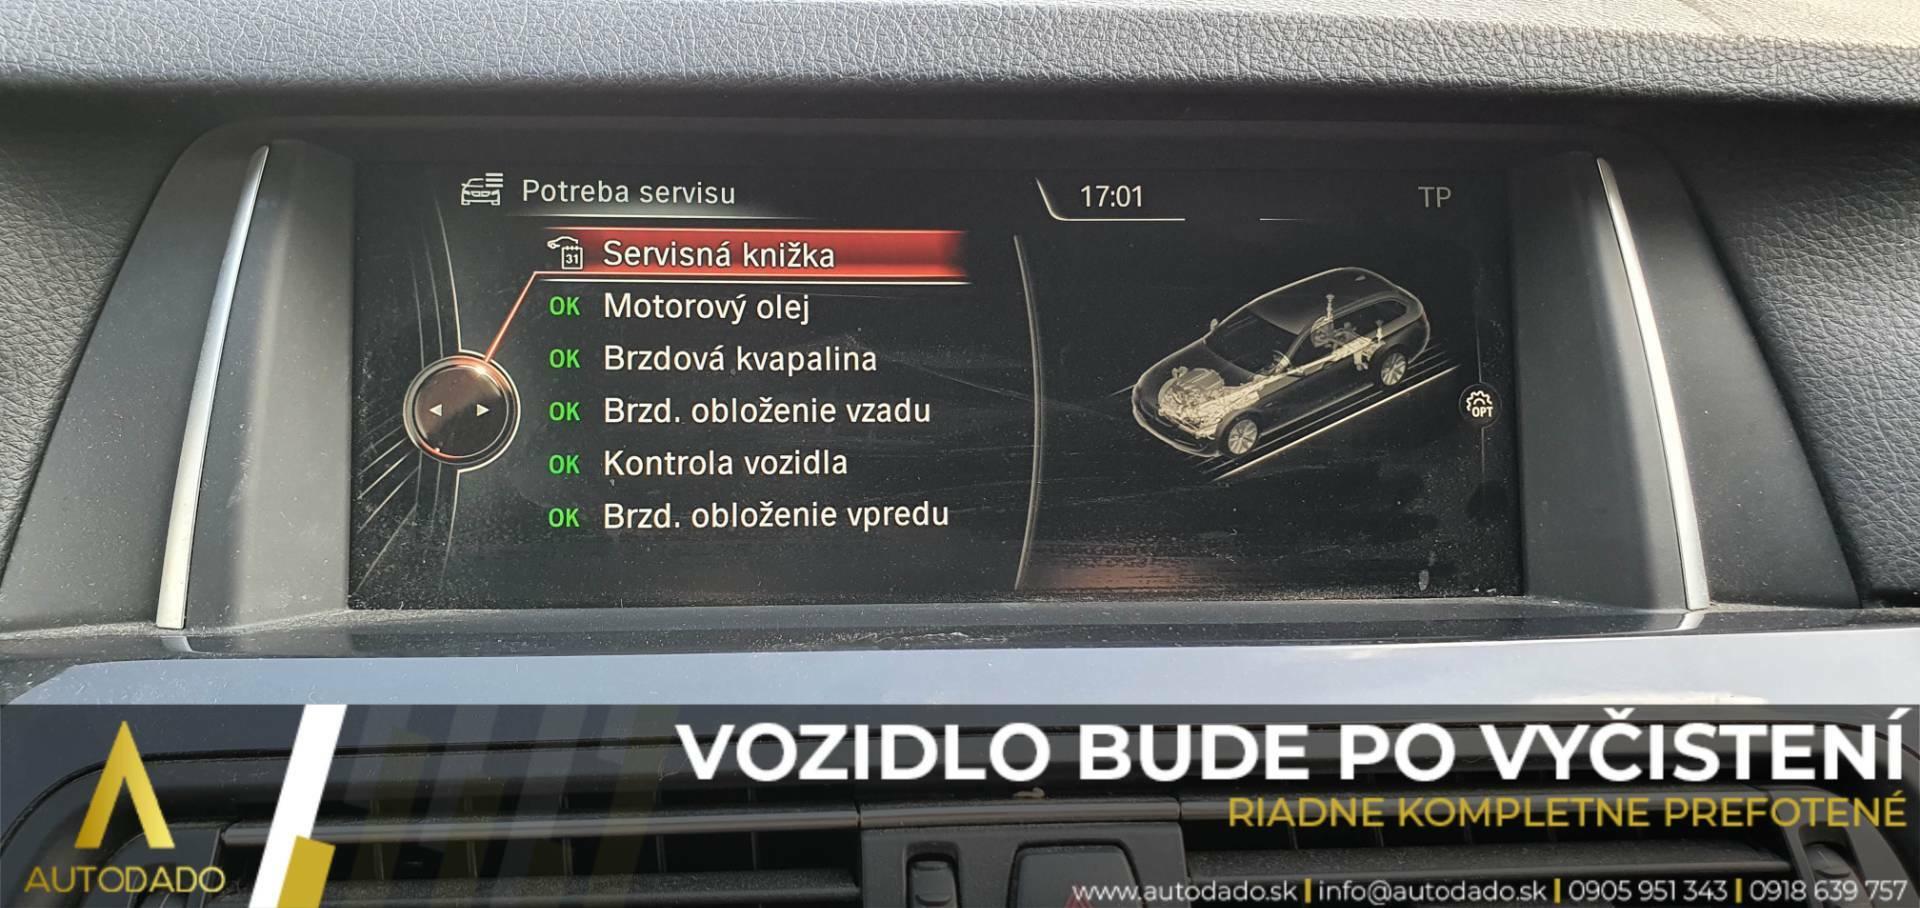 Potreba servisu
17:01
TP
31 Servisná knižka
OK Motorový olej
OK Brzdová kvapalina
OK Brzd. obloženie vzadu
OK Kontrola vozidla
OK Brzd. obloženie vpredu
OPT
VOZIDLO BUDE PO VYČISTENÍ
RIADNE KOMPLETNE PREFOTENÉ
AUTODADO
www.autodado.sk | info@autodado.sk | 0905 951 343 | 0918 639 757